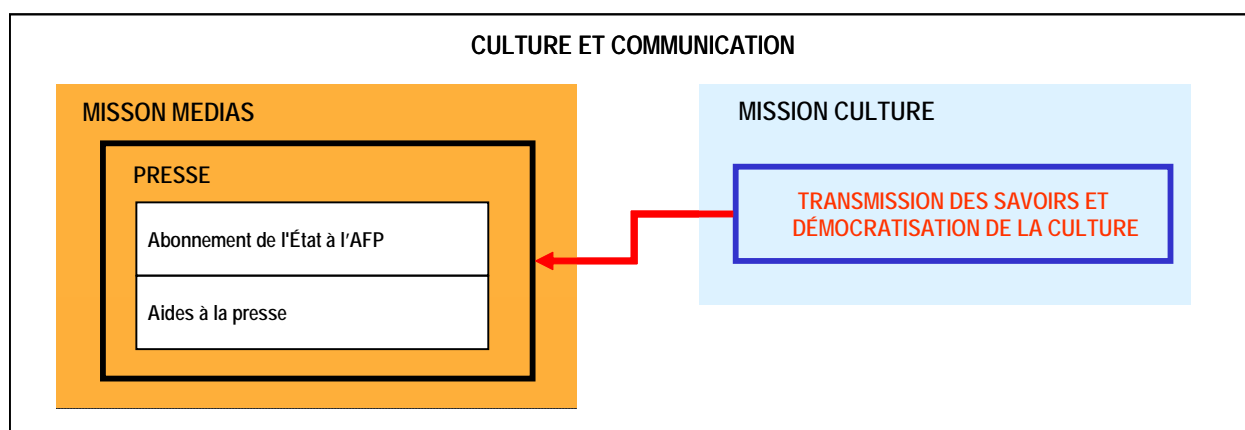 CULTURE ET COMMUNICATION
MISSON MEDIAS
PRESSE
Abonnement de l'État à l’AFP
Aides à la presse
MISSION CULTURE
TRANSMISSION DES SAVOIRS ET
DÉMOCRATISATION DE LA CULTURE